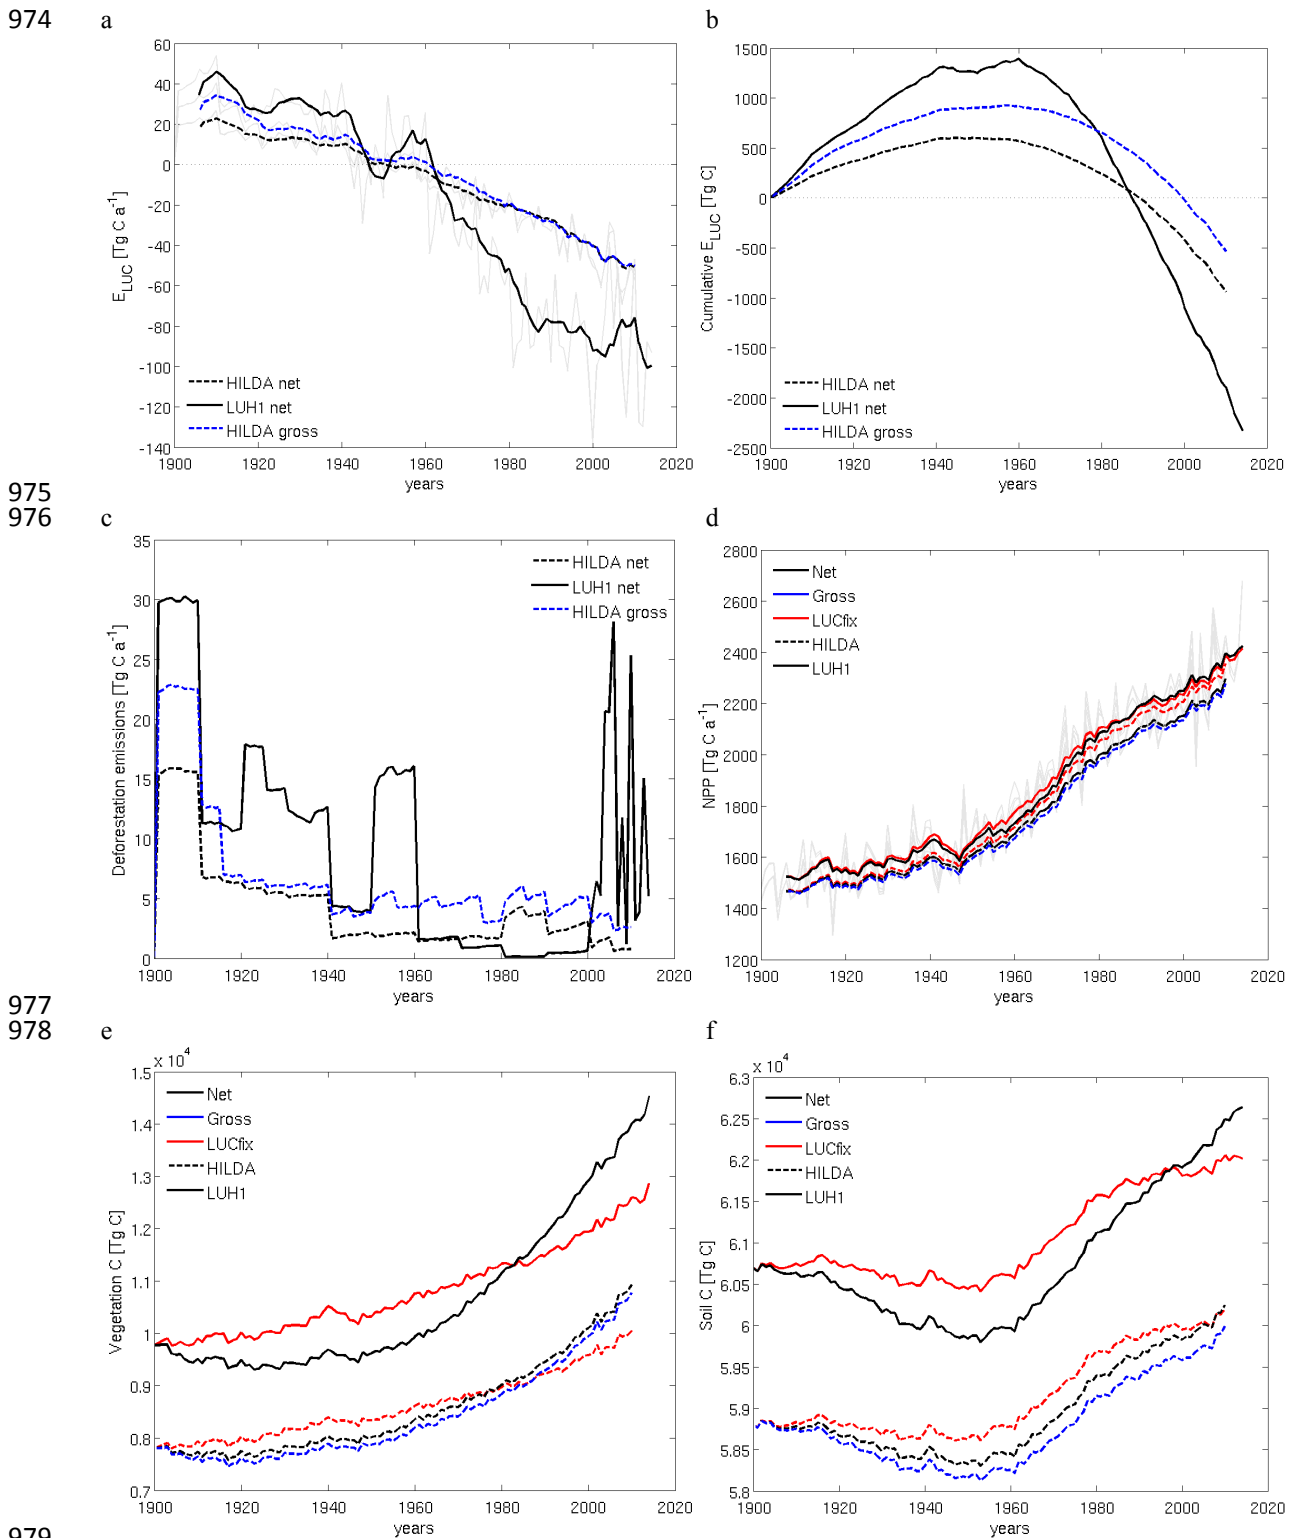 974
a
b
60
40
20
0
-20
-40
-60
-80
-100
-120
-140
E_LUC [Tg C a⁻¹]
HILDA net
LUH1 net
HILDA gross
1900 1920 1940 1960 1980 2000 2020
years
1500
1000
500
0
-500
-1000
-1500
-2000
-2500
Cumulative E_LUC [Tg C]
HILDA net
LUH1 net
HILDA gross
1900 1920 1940 1960 1980 2000 2020
years
975
976
c
d
35
30
25
20
15
10
5
0
Deforestation emissions [Tg C a⁻¹]
HILDA net
LUH1 net
HILDA gross
1900 1920 1940 1960 1980 2000 2020
years
2800
2600
2400
2200
2000
1800
1600
1400
1200
NPP [Tg C a⁻¹]
Net
Gross
LUCfix
HILDA
LUH1
1900 1920 1940 1960 1980 2000 2020
years
977
978
e
f
x 10⁴
1.5
1.4
1.3
1.2
1.1
1
0.9
0.8
0.7
Vegetation C [Tg C]
Net
Gross
LUCfix
HILDA
LUH1
1900 1920 1940 1960 1980 2000 2020
years
x 10⁴
6.3
6.25
6.2
6.15
6.1
6.05
6
5.95
5.9
5.85
5.8
Soil C [Tg C]
Net
Gross
LUCfix
HILDA
LUH1
1900 1920 1940 1960 1980 2000 2020
years
979